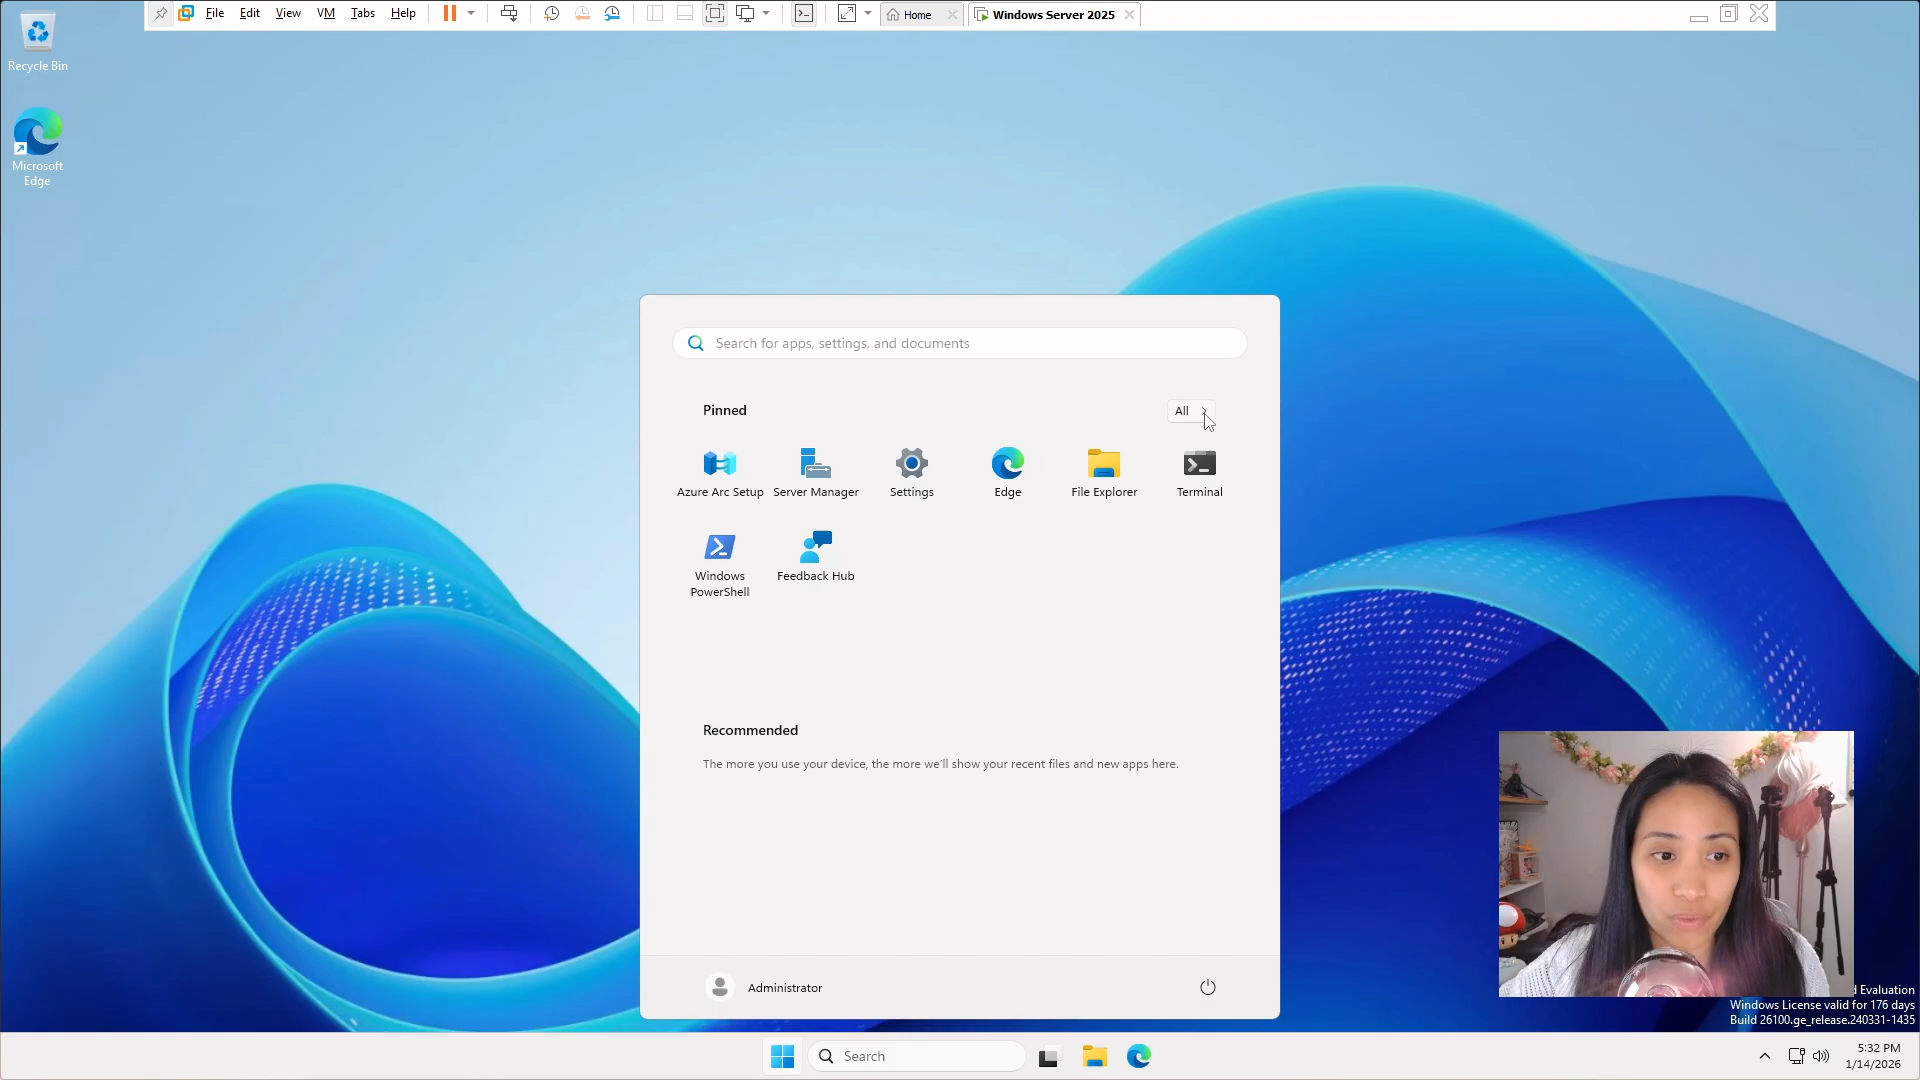 File Edit View VM Tabs Help Home Windows Server 2025
Recycle Bin
Microsoft
Edge
Search for apps, settings, and documents
Pinned
All
Azure Arc Setup Server Manager Settings Edge File Explorer Terminal
Windows
PowerShell
Feedback Hub
Recommended
The more you use your device, the more we'll show your recent files and new apps here.
Administrator
Evaluation
Windows License valid for 176 days
Build 26100.ge_release.240331-1435
Search
5:32 PM
1/14/2026